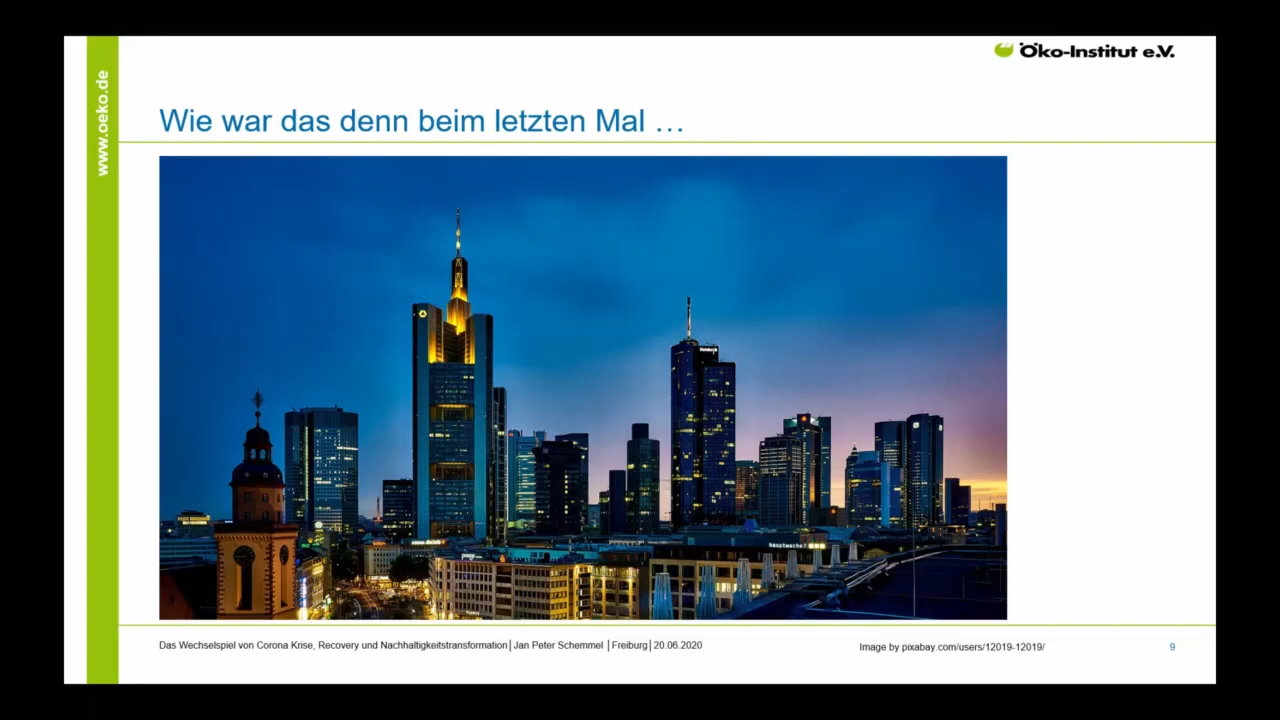 Öko-Institut e.V.
www.oeko.de
Wie war das denn beim letzten Mal …
hauptwache 1
Das Wechselspiel von Corona Krise, Recovery und Nachhaltigkeitstransformation│Jan Peter Schemmel │Freiburg│20.06.2020
Image by pixabay.com/users/12019-12019/
9